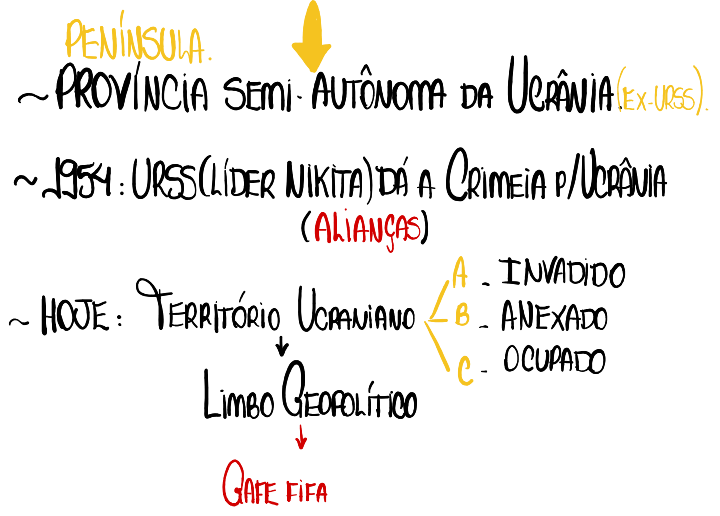 PENÍNSULA.
~ PROVÍNCIA SEMI-AUTÔNOMA DA UCRÂNIA (EX-URSS).
~ 1954: URSS (LÍDER NIKITA) DÁ A CRIMEIA P/ UCRÂNIA
(ALIANÇAS)
A - INVADIDO
~ HOJE: TERRITÓRIO UCRANIANO B - ANEXADO
C - OCUPADO
LIMBO GEOPOLÍTICO
GAFE FIFA